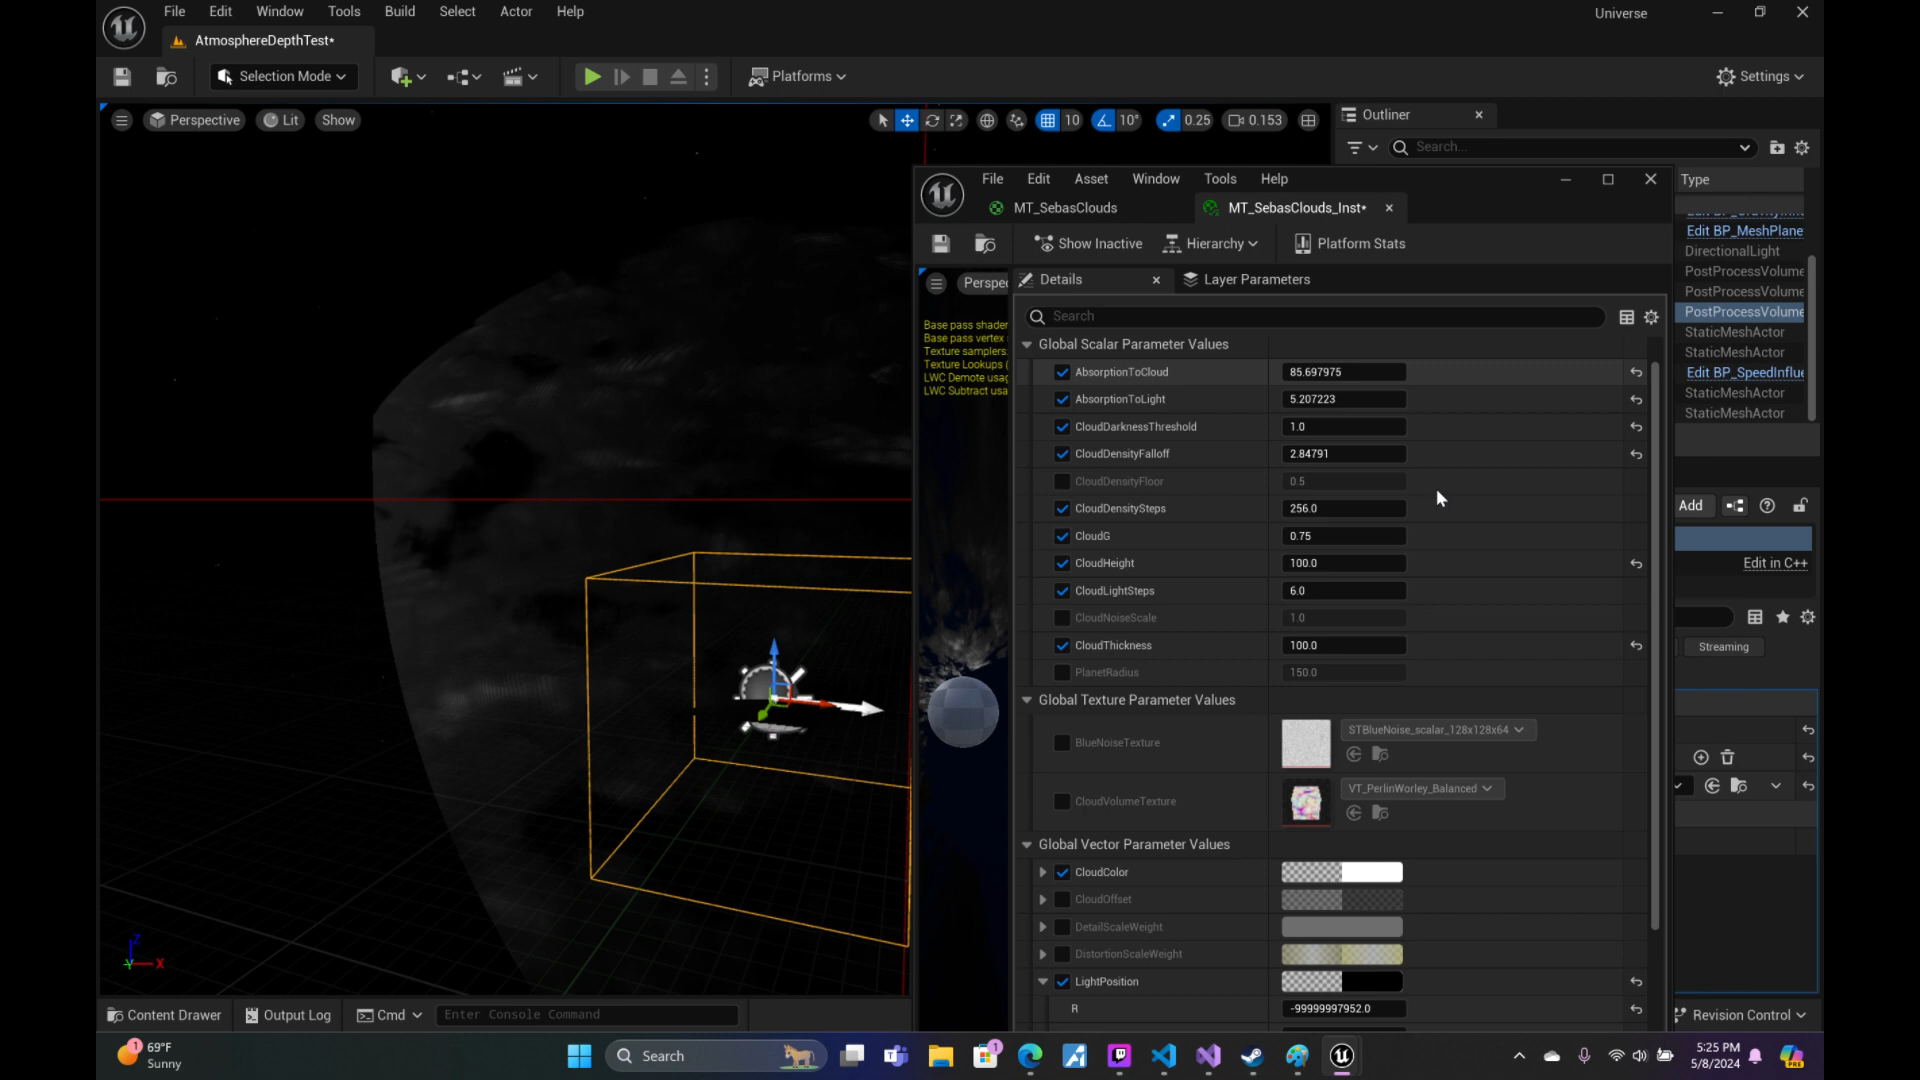 File Edit Window Tools Build Select Actor Help
Universe
AtmosphereDepthTest*
Selection Mode
Platforms
Settings
Perspective Lit Show
10 10° 0.25 0.153
Outliner
Search...
Type
Edit BP_MeshPlane
DirectionalLight
PostProcessVolume
PostProcessVolume
PostProcessVolume
StaticMeshActor
StaticMeshActor
Edit BP_SpeedInflue
StaticMeshActor
StaticMeshActor
Add
Edit in C++
Streaming
File Edit Asset Window Tools Help
MT_SebasClouds
MT_SebasClouds_Inst*
Show Inactive Hierarchy Platform Stats
Perspec
Details
Layer Parameters
Base pass shader
Base pass vertex
Texture samplers
Texture Lookups (
LWC Demote usag
LWC Subtract usa
Search
Global Scalar Parameter Values
AbsorptionToCloud 85.697975
AbsorptionToLight 5.207223
CloudDarknessThreshold 1.0
CloudDensityFalloff 2.84791
CloudDensityFloor 0.5
CloudDensitySteps 256.0
CloudG 0.75
CloudHeight 100.0
CloudLightSteps 6.0
CloudNoiseScale 1.0
CloudThickness 100.0
PlanetRadius 150.0
Global Texture Parameter Values
BlueNoiseTexture STBlueNoise_scalar_128x128x64
CloudVolumeTexture VT_PerlinWorley_Balanced
Global Vector Parameter Values
CloudColor
CloudOffset
DetailScaleWeight
DistortionScaleWeight
LightPosition
R -99999997952.0
Z
Y X
Content Drawer Output Log Cmd Enter Console Command
Revision Control
1 69°F
Sunny
Search
1
5:25 PM
5/8/2024
PRE